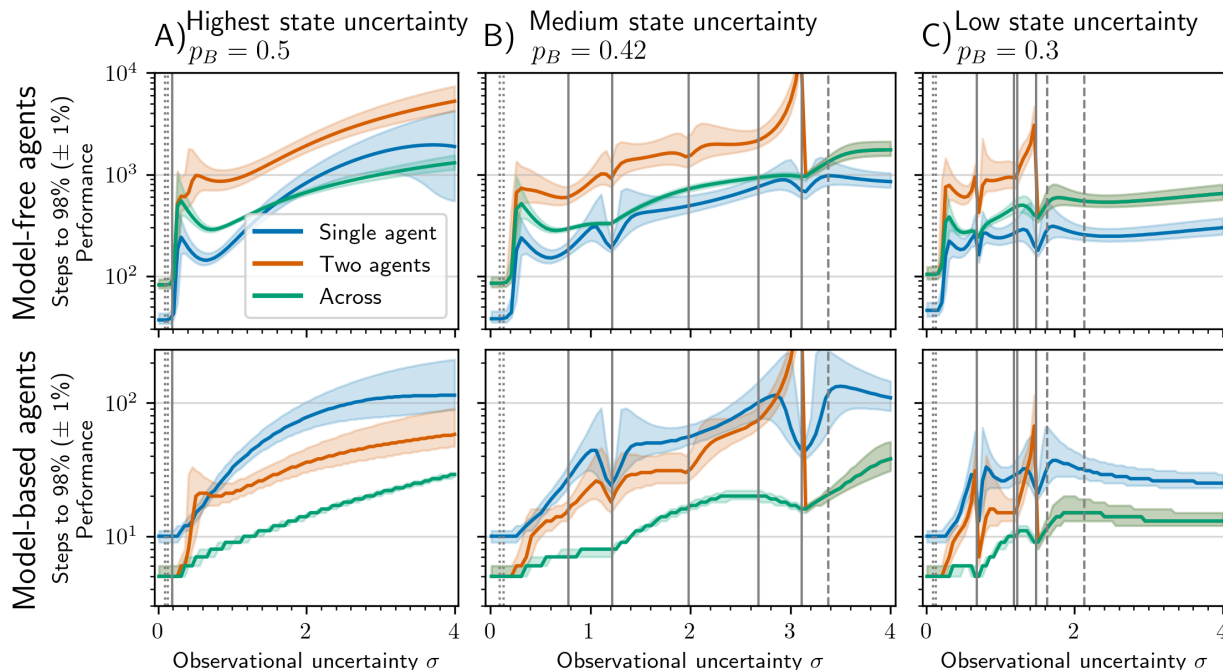 A) Highest state uncertainty
p_B = 0.5
B) Medium state uncertainty
p_B = 0.42
C) Low state uncertainty
p_B = 0.3
Model-free agents
Steps to 98% (± 1%)
Performance
10^4
10^3
10^2
Single agent
Two agents
Across
Model-based agents
Steps to 98% (± 1%)
Performance
10^2
10^1
0 2 4
0 1 2 3 4
0 2 4
Observational uncertainty σ
Observational uncertainty σ
Observational uncertainty σ